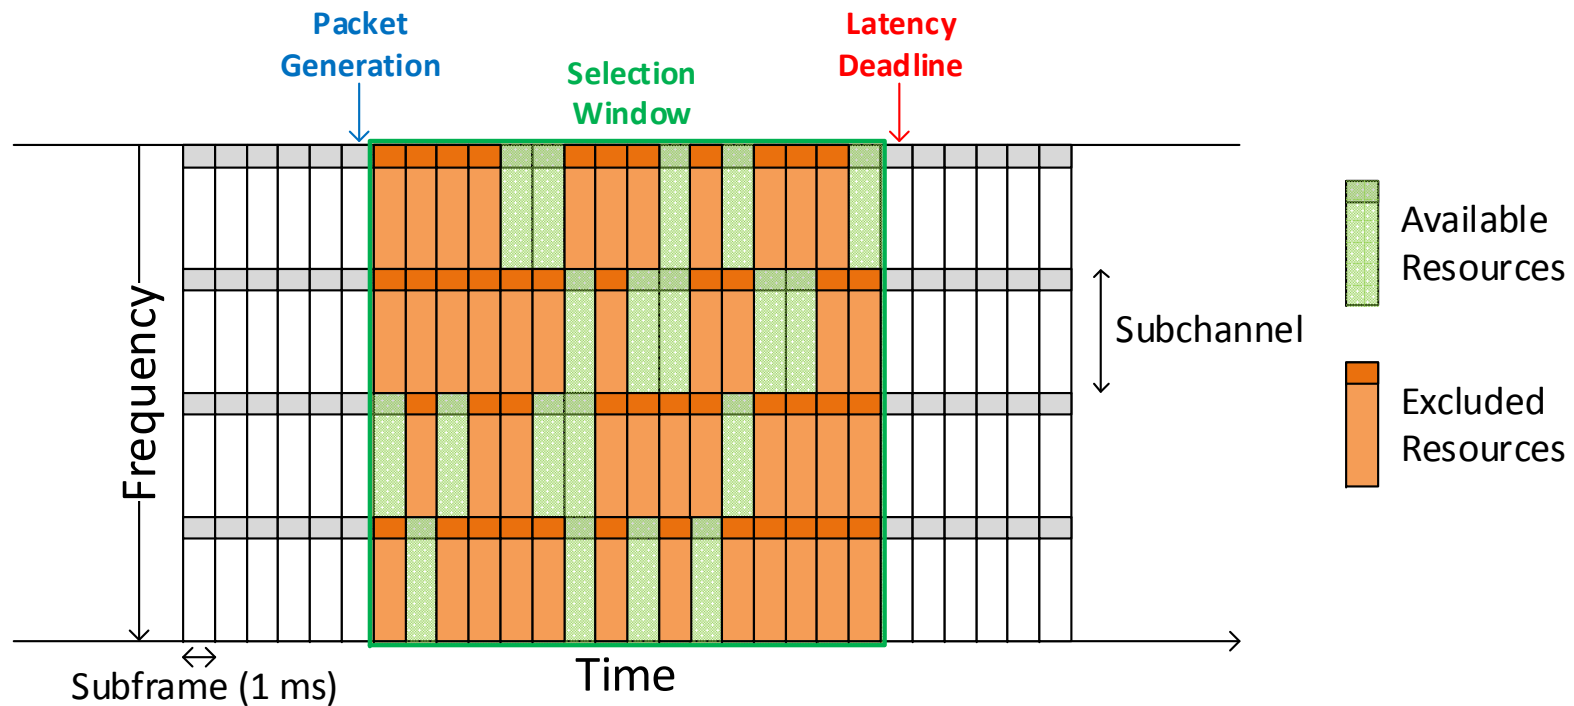 Packet
Generation
Latency
Deadline
Selection
Window
Available
Resources
Subchannel
Frequency
Excluded
Resources
Time
Subframe (1 ms)